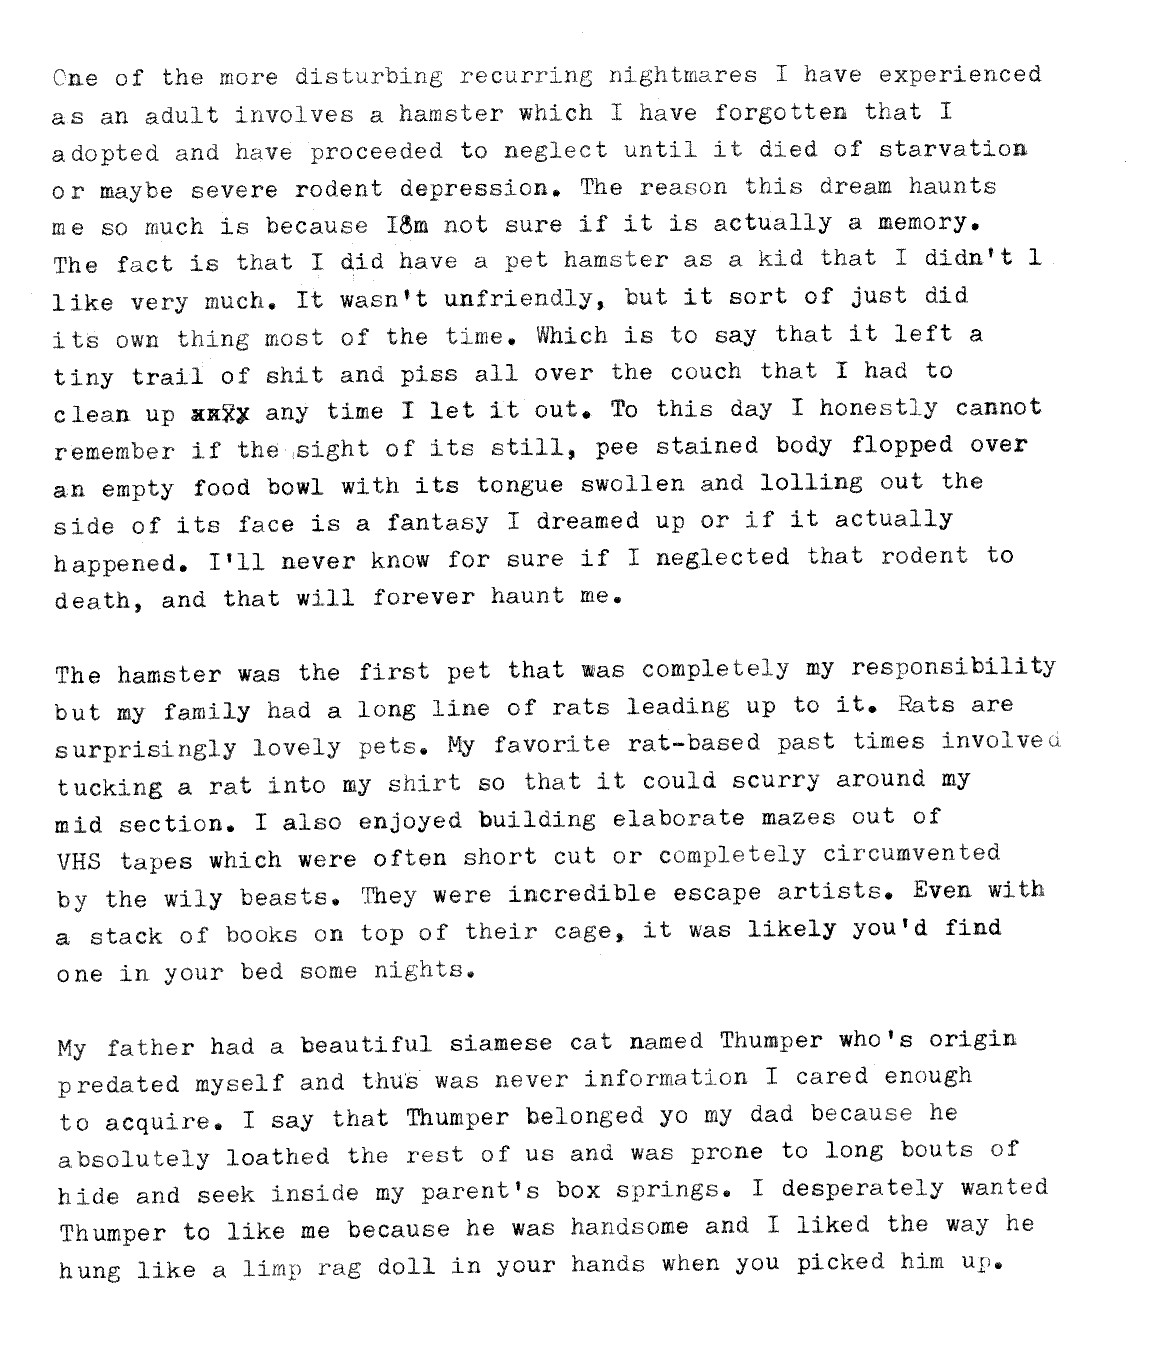 One of the more disturbing recurring nightmares I have experienced
as an adult involves a hamster which I have forgotten that I
adopted and have proceeded to neglect until it died of starvation
or maybe severe rodent depression. The reason this dream haunts
me so much is because I8m not sure if it is actually a memory.
The fact is that I did have a pet hamster as a kid that I didn't l
like very much. It wasn't unfriendly, but it sort of just did
its own thing most of the time. Which is to say that it left a
tiny trail of shit and piss all over the couch that I had to
clean up any time I let it out. To this day I honestly cannot
remember if the sight of its still, pee stained body flopped over
an empty food bowl with its tongue swollen and lolling out the
side of its face is a fantasy I dreamed up or if it actually
happened. I'll never know for sure if I neglected that rodent to
death, and that will forever haunt me.

The hamster was the first pet that was completely my responsibility
but my family had a long line of rats leading up to it. Rats are
surprisingly lovely pets. My favorite rat-based past times involved
tucking a rat into my shirt so that it could scurry around my
mid section. I also enjoyed building elaborate mazes out of
VHS tapes which were often short cut or completely circumvented
by the wily beasts. They were incredible escape artists. Even with
a stack of books on top of their cage, it was likely you'd find
one in your bed some nights.

My father had a beautiful siamese cat named Thumper who's origin
predated myself and thus was never information I cared enough
to acquire. I say that Thumper belonged yo my dad because he
absolutely loathed the rest of us and was prone to long bouts of
hide and seek inside my parent's box springs. I desperately wanted
Thumper to like me because he was handsome and I liked the way he
hung like a limp rag doll in your hands when you picked him up.